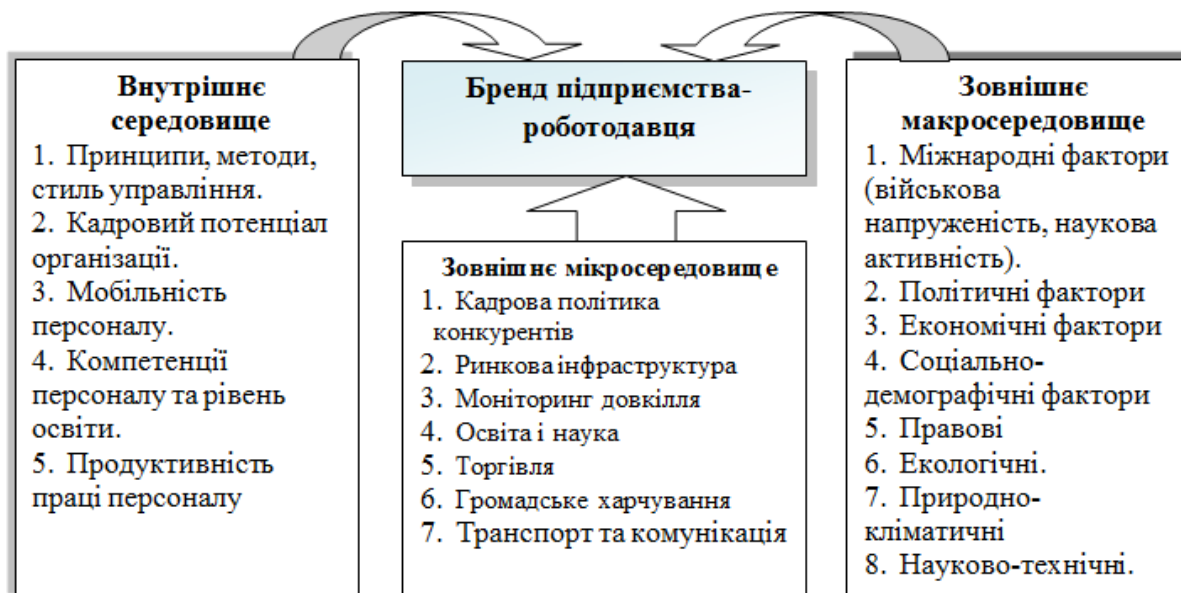 Внутрішнє
середовище
1. Принципи, методи,
стиль управління.
2. Кадровий потенціал
організації.
3. Мобільність
персоналу.
4. Компетенції
персоналу та рівень
освіти.
5. Продуктивність
праці персоналу
Бренд підприємства-
роботодавця
Зовнішнє мікросередовище
1. Кадрова політика
конкурентів
2. Ринкова інфраструктура
3. Моніторинг довкілля
4. Освіта і наука
5. Торгівля
6. Громадське харчування
7. Транспорт та комунікація
Зовнішнє
макросередовище
1. Міжнародні фактори
(військова
напруженість, наукова
активність).
2. Політичні фактори
3. Економічні фактори
4. Соціально-
демографічні фактори
5. Правові
6. Екологічні.
7. Природно-
кліматичні
8. Науково-технічні.